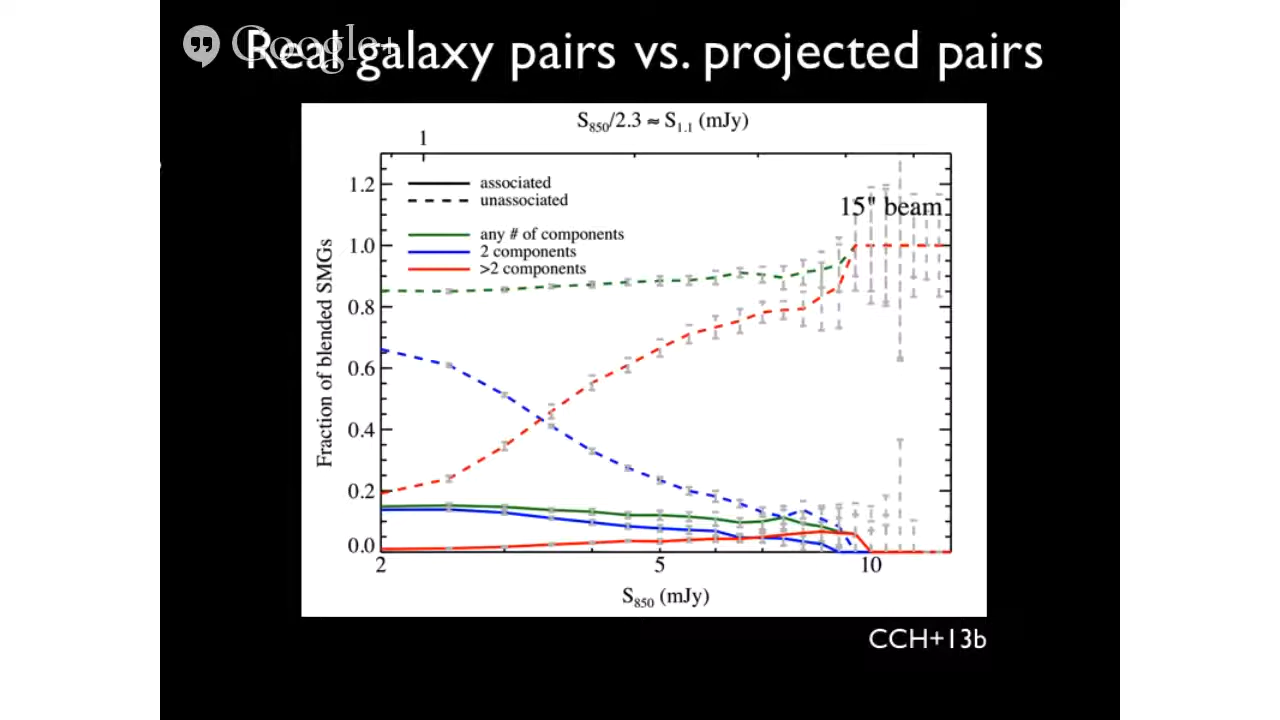 Google+
Real galaxy pairs vs. projected pairs
S850/2.3 ≈ S1.1 (mJy)
1
1.2
1.0
0.8
0.6
0.4
0.2
0.0
Fraction of blended SMGs
associated
unassociated
any # of components
2 components
>2 components
15" beam
2
5
10
S850 (mJy)
CCH+13b